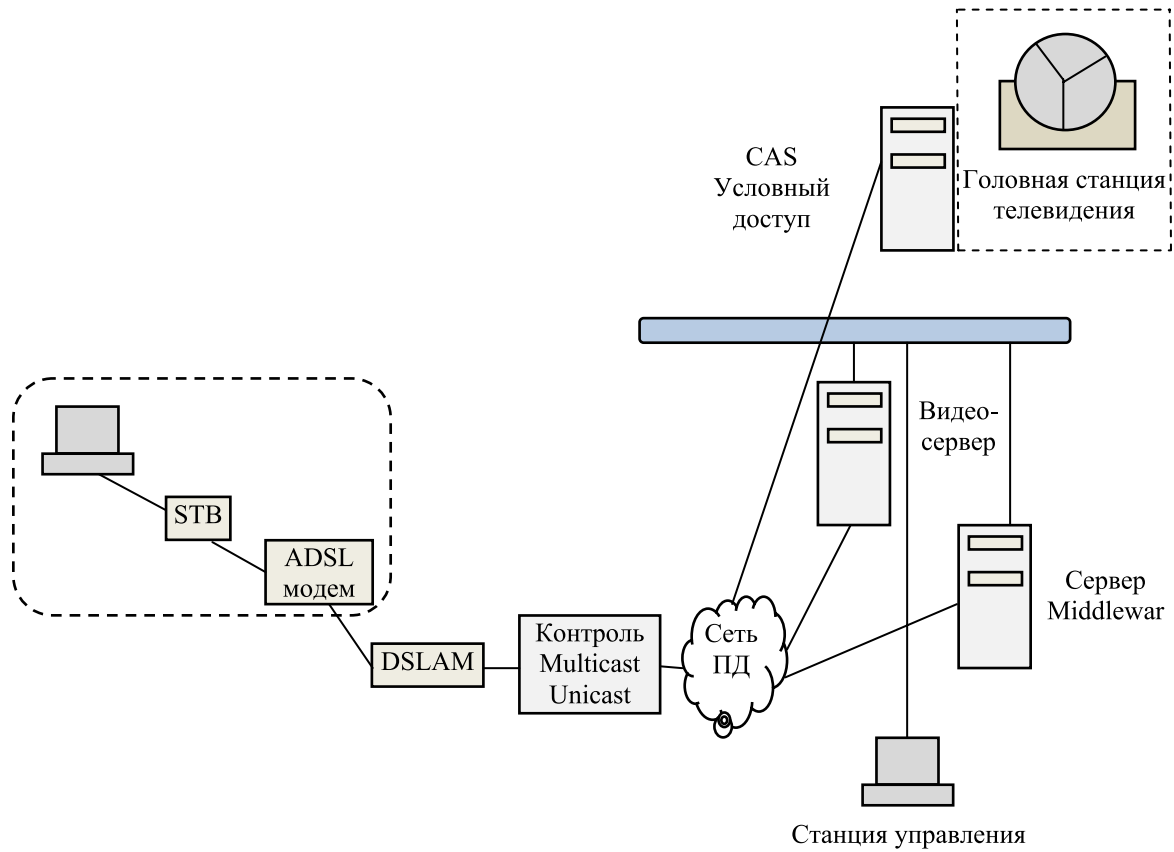 CAS
Условный
доступ
Головная станция
телевидения
Видео-
сервер
STB
ADSL
модем
Сервер
Middlewar
DSLAM
Контроль
Multicast
Unicast
Сеть
ПД
Станция управления